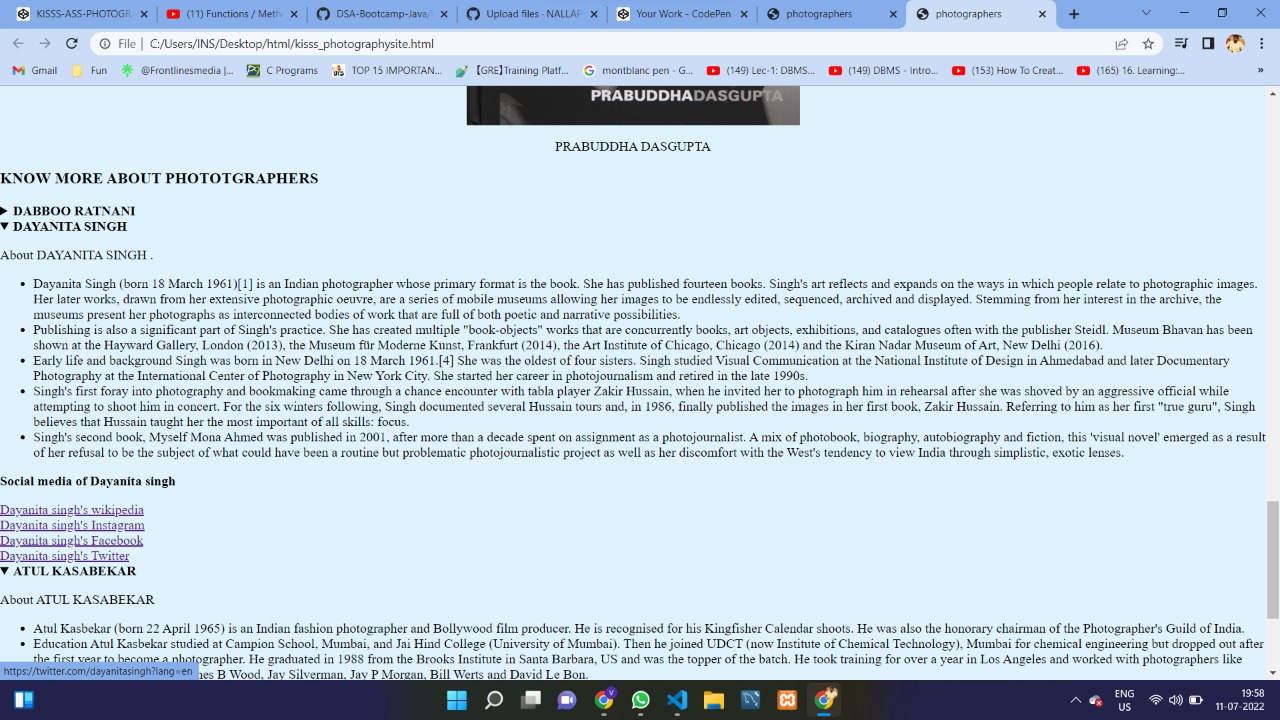 KISSS-ASS-PHOTOGR
(11) Functions / Meth
DSA-Bootcamp-Java/
Upload files · NALLAP
Your Work - CodePen
photographers
photographers
File
C:/Users/INS/Desktop/html/kisss_photographysite.html
Gmail
Fun
@Frontlinesmedia |...
C Programs
TOP 15 IMPORTAN...
【GRE】Training Platf...
montblanc pen - G...
(149) Lec-1: DBMS...
(149) DBMS - Intro...
(153) How To Creat...
(165) 16. Learning:...
»
PRABUDDHADASGUPTA
PRABUDDHA DASGUPTA
KNOW MORE ABOUT PHOTOTGRAPHERS
DABBOO RATNANI
DAYANITA SINGH
About DAYANITA SINGH .
Dayanita Singh (born 18 March 1961)[1] is an Indian photographer whose primary format is the book. She has published fourteen books. Singh's art reflects and expands on the ways in which people relate to photographic images.
Her later works, drawn from her extensive photographic oeuvre, are a series of mobile museums allowing her images to be endlessly edited, sequenced, archived and displayed. Stemming from her interest in the archive, the
museums present her photographs as interconnected bodies of work that are full of both poetic and narrative possibilities.
Publishing is also a significant part of Singh's practice. She has created multiple "book-objects" works that are concurrently books, art objects, exhibitions, and catalogues often with the publisher Steidl. Museum Bhavan has been
shown at the Hayward Gallery, London (2013), the Museum für Moderne Kunst, Frankfurt (2014), the Art Institute of Chicago, Chicago (2014) and the Kiran Nadar Museum of Art, New Delhi (2016).
Early life and background Singh was born in New Delhi on 18 March 1961.[4] She was the oldest of four sisters. Singh studied Visual Communication at the National Institute of Design in Ahmedabad and later Documentary
Photography at the International Center of Photography in New York City. She started her career in photojournalism and retired in the late 1990s.
Singh's first foray into photography and bookmaking came through a chance encounter with tabla player Zakir Hussain, when he invited her to photograph him in rehearsal after she was shoved by an aggressive official while
attempting to shoot him in concert. For the six winters following, Singh documented several Hussain tours and, in 1986, finally published the images in her first book, Zakir Hussain. Referring to him as her first "true guru", Singh
believes that Hussain taught her the most important of all skills: focus.
Singh's second book, Myself Mona Ahmed was published in 2001, after more than a decade spent on assignment as a photojournalist. A mix of photobook, biography, autobiography and fiction, this 'visual novel' emerged as a result
of her refusal to be the subject of what could have been a routine but problematic photojournalistic project as well as her discomfort with the West's tendency to view India through simplistic, exotic lenses.
Social media of Dayanita singh
Dayanita singh's wikipedia
Dayanita singh's Instagram
Dayanita singh's Facebook
Dayanita singh's Twitter
ATUL KASABEKAR
About ATUL KASABEKAR
Atul Kasbekar (born 22 April 1965) is an Indian fashion photographer and Bollywood film producer. He is recognised for his Kingfisher Calendar shoots. He was also the honorary chairman of the Photographer's Guild of India.
Education Atul Kasbekar studied at Campion School, Mumbai, and Jai Hind College (University of Mumbai). Then he joined UDCT (now Institute of Chemical Technology), Mumbai for chemical engineering but dropped out after
the first year to become a photographer. He graduated in 1988 from the Brooks Institute in Santa Barbara, US and was the topper of the batch. He took training for over a year in Los Angeles and worked with photographers like
https://twitter.com/dayanitasingh?lang=en
nes B Wood, Jay Silverman, Jay P Morgan, Bill Werts and David Le Bon.
V
ENG
US
19:58
11-07-2022